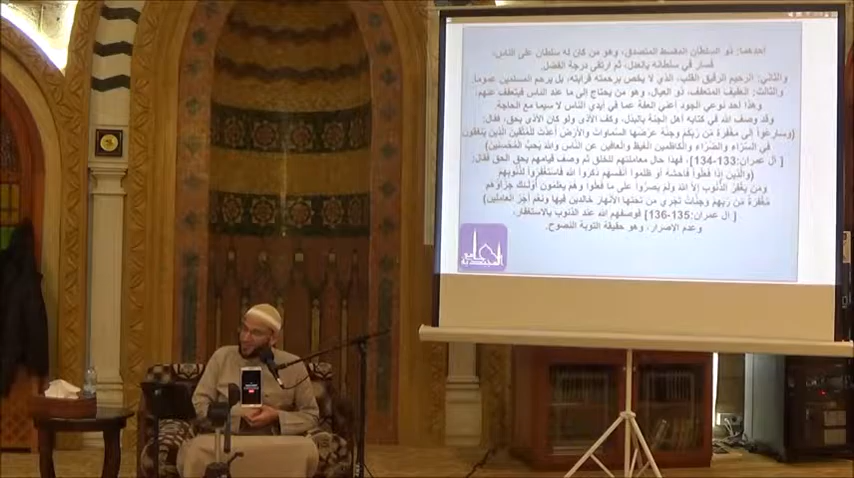 أحدهما: ذو السلطان المقسط المتصدق، وهو من كان له سلطان على الناس،
فسار في سلطانه بالعدل، ثم ارتقى درجة الفضل.
والثاني: الرحيم الرقيق القلب، الذي لا يخص برحمته قرابته، بل يرحم المسلمين عموما.
والثالث: العفيف المتعفف، ذو العيال، وهو من يحتاج إلى ما عند الناس فيتعفف عنهم،
وهذا أحد نوعي الجود أعني العفة عما في أيدي الناس لا سيما مع الحاجة.
وقد وصف الله في كتابه أهل الجنة بالبذل، وكف الأذى ولو كان الأذى بحق، فقال:
(وسارعوا إلى مغفرة من ربكم وجنة عرضها السماوات والأرض أعدت للمتقين الذين ينفقون
في السراء والضراء والكاظمين الغيظ والعافين عن الناس والله يحب المحسنين)
[آل عمران:133-134]، فهذا حال معاملتهم للخلق ثم وصف قيامهم بحق الحق فقال:
(والذين إذا فعلوا فاحشة أو ظلموا أنفسهم ذكروا الله فاستغفروا لذنوبهم
ومن يغفر الذنوب إلا الله ولم يصروا على ما فعلوا وهم يعلمون أولئك جزاؤهم
مغفرة من ربهم وجنات تجري من تحتها الأنهار خالدين فيها ونعم أجر العاملين)
[آل عمران:135-136] فوصفهم الله عند الذنوب بالاستغفار،
وعدم الإصرار، وهو حقيقة التوبة النصوح.